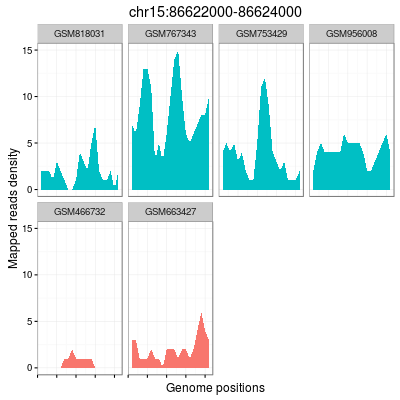 chr15:86622000-86624000
GSM818031 GSM767343 GSM753429 GSM956008
15
10
5
0
GSM466732 GSM663427
15
10
5
0
Mapped reads density
Genome positions